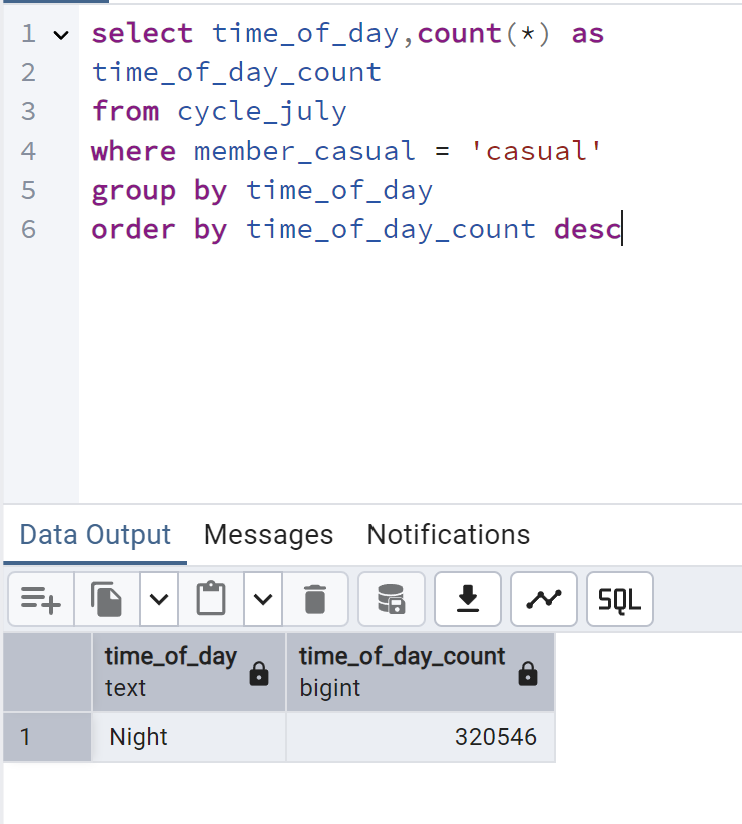 1 select time_of_day,count(*) as
2 time_of_day_count
3 from cycle_july
4 where member_casual = 'casual'
5 group by time_of_day
6 order by time_of_day_count desc
Data Output Messages Notifications
SQL
time_of_day time_of_day_count
text bigint
1 Night 320546